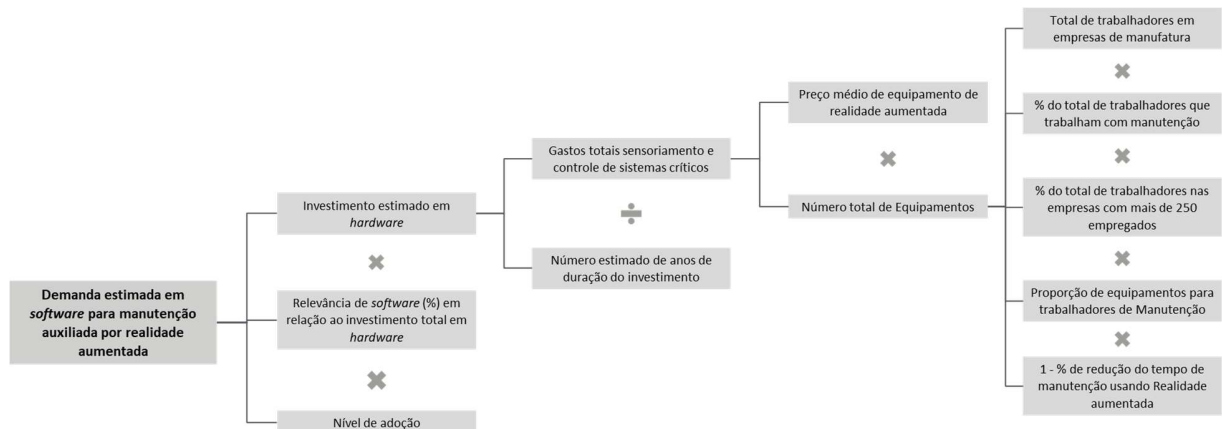 Demanda estimada em
software para manutenção
auxiliada por realidade
aumentada
Investimento estimado em
hardware
Relevância de software (%) em
relação ao investimento total em
hardware
Nível de adoção
Gastos totais sensoriamento e
controle de sistemas críticos
Número estimado de anos de
duração do investimento
Preço médio de equipamento de
realidade aumentada
Número total de Equipamentos
Total de trabalhadores em
empresas de manufatura
% do total de trabalhadores que
trabalham com manutenção
% do total de trabalhadores nas
empresas com mais de 250
empregados
Proporção de equipamentos para
trabalhadores de Manutenção
1 - % de redução do tempo de
manutenção usando Realidade
aumentada